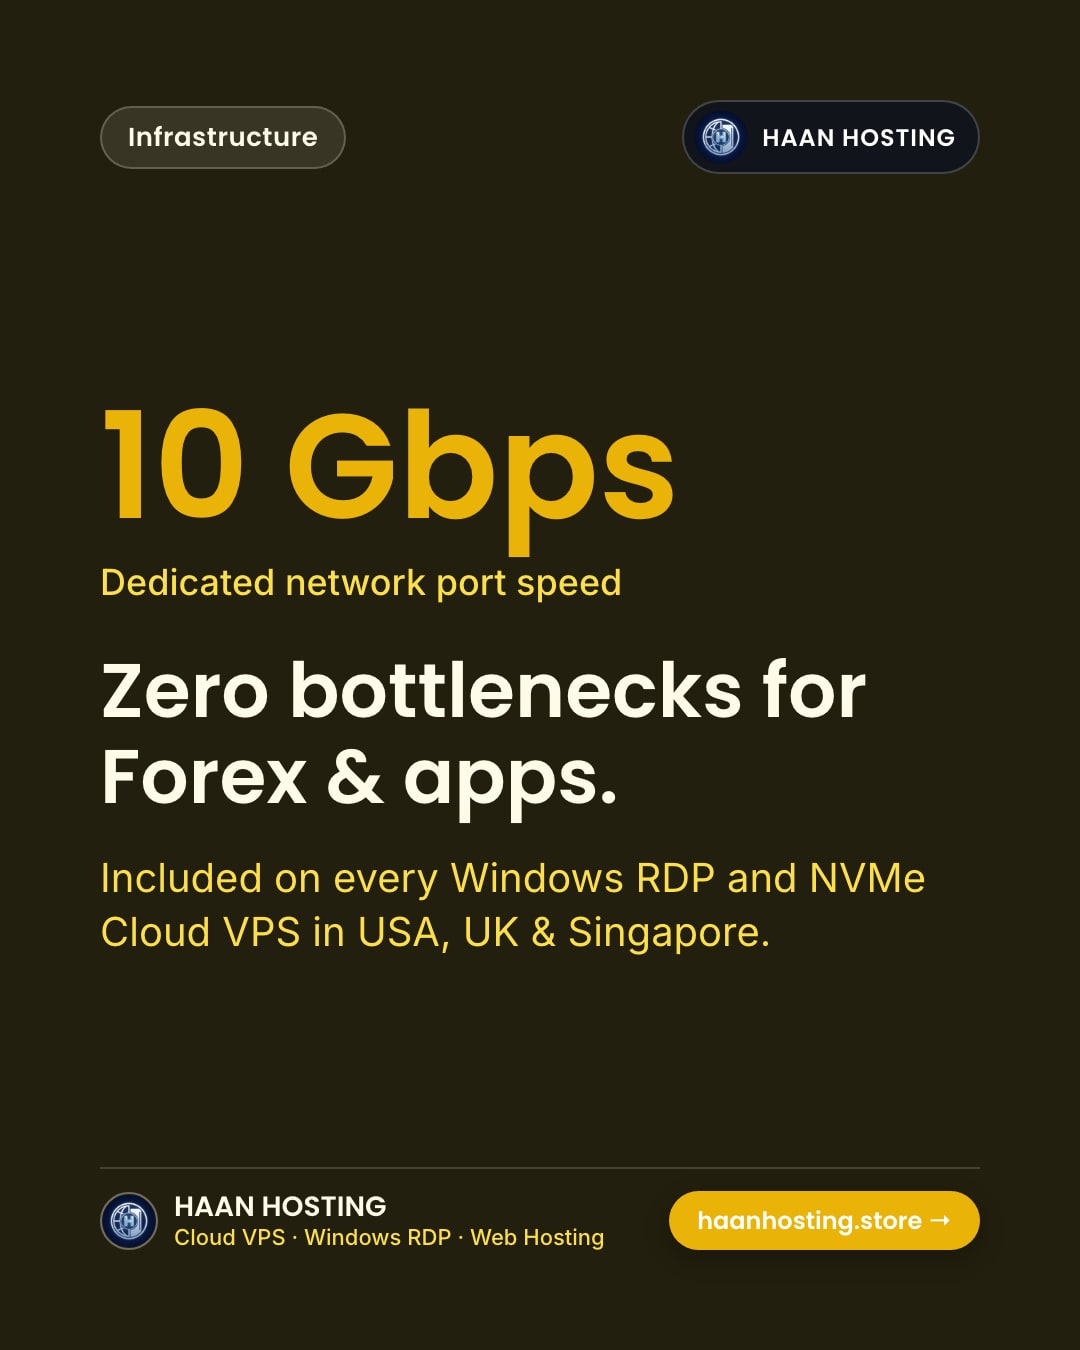 Infrastructure
HAAN HOSTING
10 Gbps
Dedicated network port speed
Zero bottlenecks for
Forex & apps.
Included on every Windows RDP and NVMe
Cloud VPS in USA, UK & Singapore.
HAAN HOSTING
Cloud VPS · Windows RDP · Web Hosting
haanhosting.store →